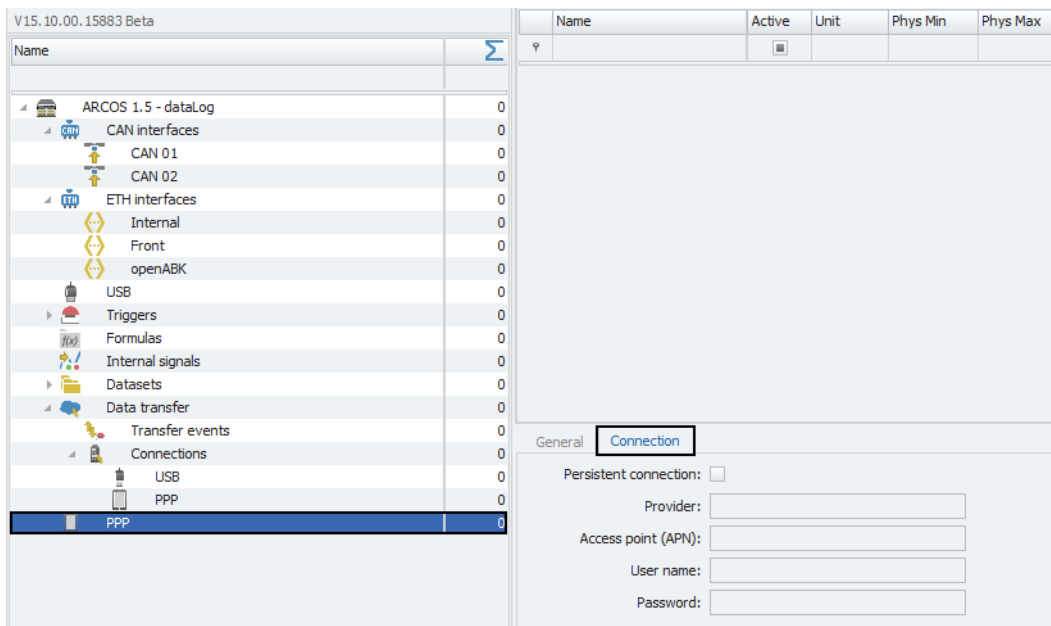 V15.10.00.15883 Beta
Name
ARCOS 1.5 - dataLog 0
CAN interfaces 0
CAN 01 0
CAN 02 0
ETH interfaces 0
Internal 0
Front 0
openABK 0
USB 0
Triggers 0
f(x) Formulas 0
Internal signals 0
Datasets 0
Data transfer 0
Transfer events 0
Connections 0
USB 0
PPP 0
PPP 0
Name Active Unit Phys Min Phys Max
General Connection
Persistent connection:
Provider:
Access point (APN):
User name:
Password: